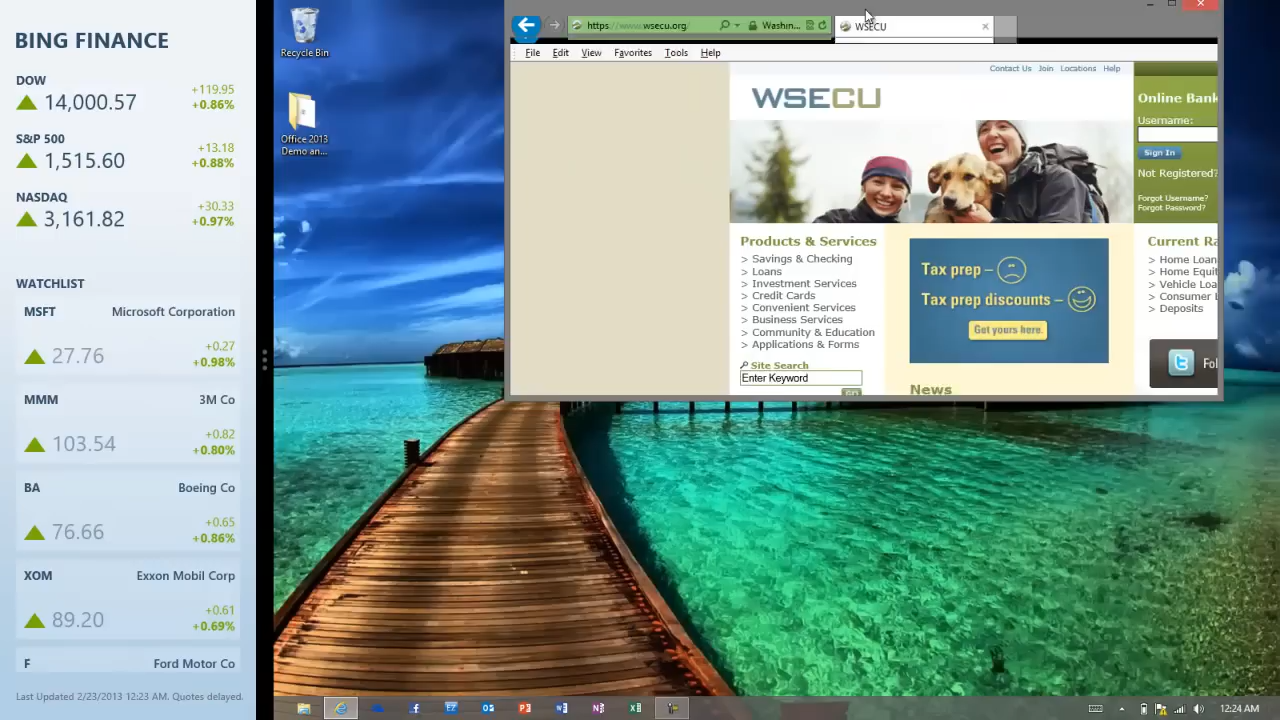 BING FINANCE
DOW
14,000.57
+119.95
+0.86%
S&P 500
1,515.60
+13.18
+0.88%
NASDAQ
3,161.82
+30.33
+0.97%
WATCHLIST
MSFT Microsoft Corporation
27.76
+0.27
+0.98%
MMM 3M Co
103.54
+0.82
+0.80%
BA Boeing Co
76.66
+0.65
+0.86%
XOM Exxon Mobil Corp
89.20
+0.61
+0.69%
F Ford Motor Co
Last Updated 2/23/2013 12:23 AM. Quotes delayed.
Recycle Bin
Office 2013
Demo an...
https://www.wsecu.org/ Washin... WSECU
File Edit View Favorites Tools Help
Contact Us Join Locations Help
WSECU
Online Bank
Username:
Sign In
Not Registered?
Forgot Username?
Forgot Password?
Products & Services
> Savings & Checking
> Loans
> Investment Services
> Credit Cards
> Convenient Services
> Business Services
> Community & Education
> Applications & Forms
Site Search
Enter Keyword
GO
Tax prep –
Tax prep discounts –
Get yours here.
News
Current Ra
> Home Loan
> Home Equit
> Vehicle Loa
> Consumer L
> Deposits
Fol
12:24 AM